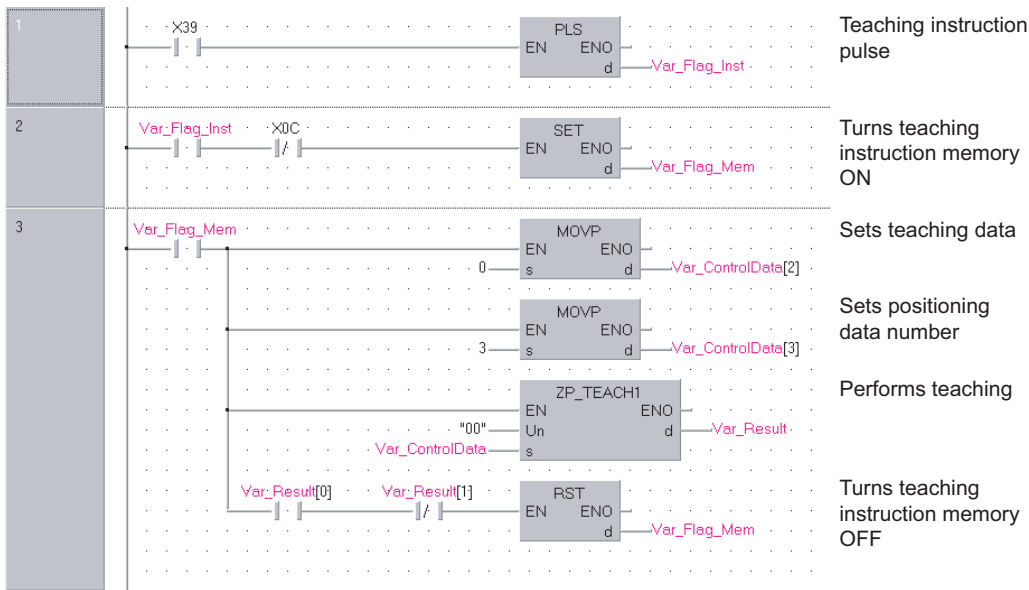 1
X39
PLS
EN ENO
d
Var_Flag_Inst
Teaching instruction
pulse
2
Var_Flag_Inst
X0C
SET
EN ENO
d
Var_Flag_Mem
Turns teaching
instruction memory
ON
3
Var_Flag_Mem
MOVP
EN ENO
0
s d
Var_ControlData[2]
Sets teaching data
MOVP
EN ENO
3
s d
Var_ControlData[3]
Sets positioning
data number
ZP_TEACH1
EN ENO
"00"
Un d
Var_Result
Var_ControlData
s
Performs teaching
Var_Result[0]
Var_Result[1]
RST
EN ENO
d
Var_Flag_Mem
Turns teaching
instruction memory
OFF